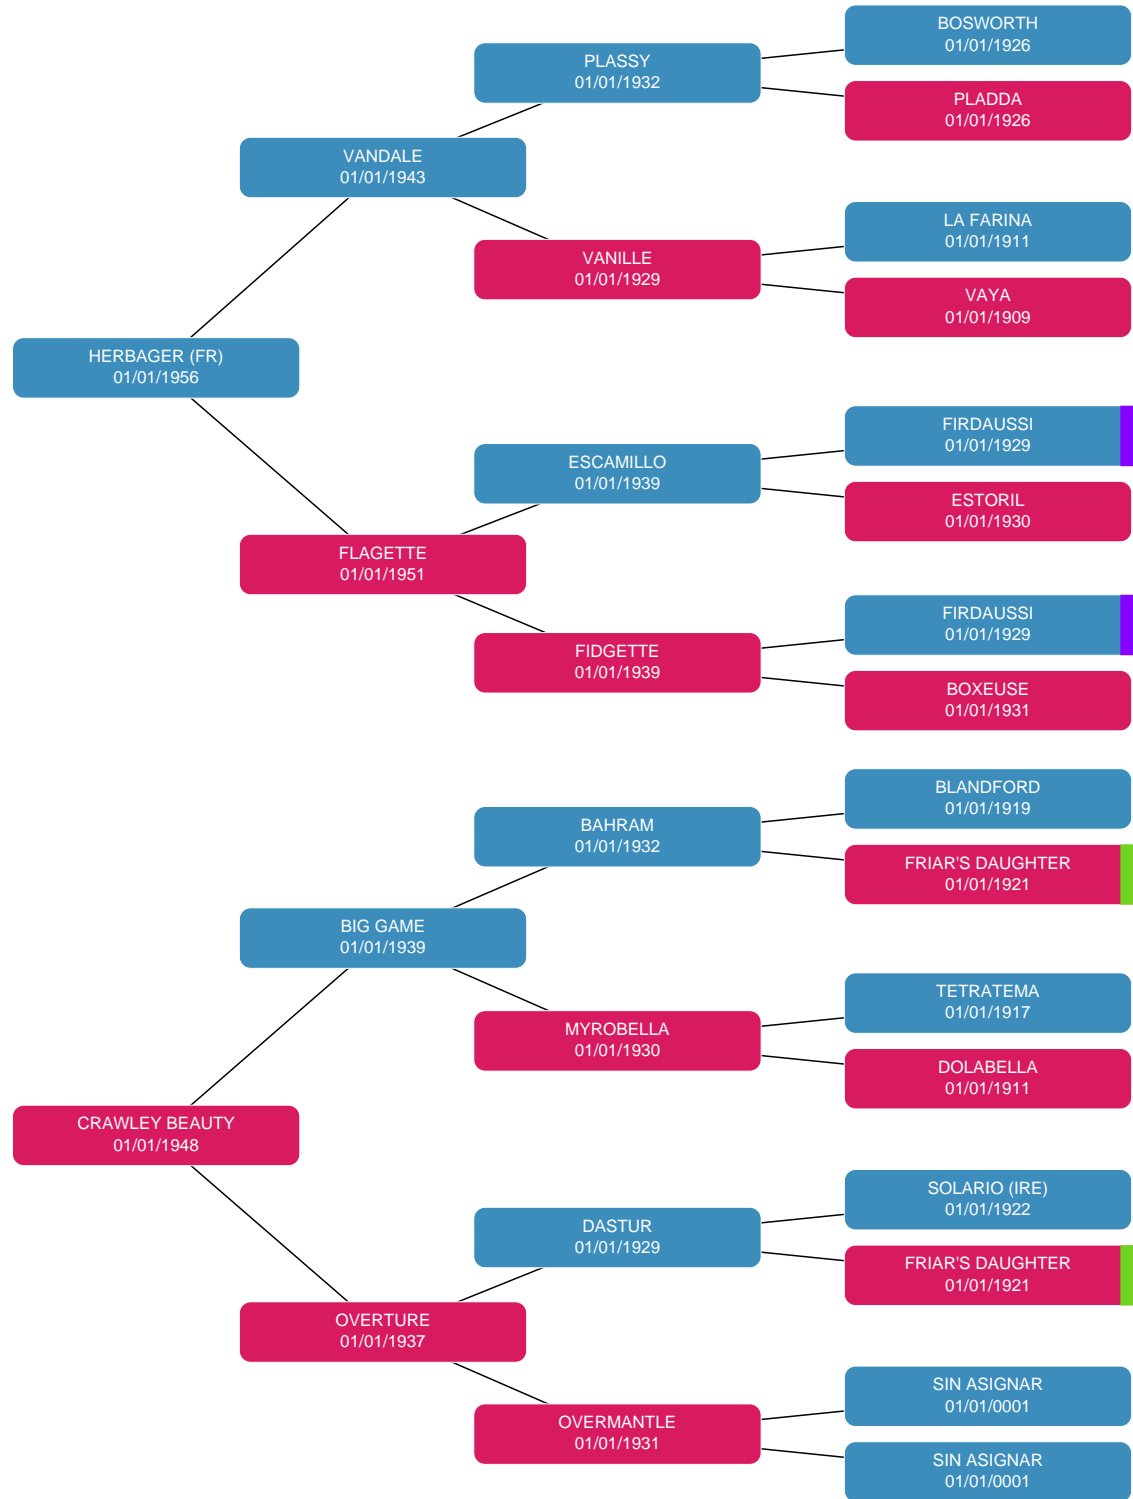 BOSWORTH
01/01/1926
PLASSY
01/01/1932
PLADDA
01/01/1926
VANDALE
01/01/1943
LA FARINA
01/01/1911
VANILLE
01/01/1929
VAYA
01/01/1909
HERBAGER (FR)
01/01/1956
FIRDAUSSI
01/01/1929
ESCAMILLO
01/01/1939
ESTORIL
01/01/1930
FLAGETTE
01/01/1951
FIRDAUSSI
01/01/1929
FIDGETTE
01/01/1939
BOXEUSE
01/01/1931
BLANDFORD
01/01/1919
BAHRAM
01/01/1932
FRIAR'S DAUGHTER
01/01/1921
BIG GAME
01/01/1939
TETRATEMA
01/01/1917
MYROBELLA
01/01/1930
DOLABELLA
01/01/1911
CRAWLEY BEAUTY
01/01/1948
SOLARIO (IRE)
01/01/1922
DASTUR
01/01/1929
FRIAR'S DAUGHTER
01/01/1921
OVERTURE
01/01/1937
SIN ASIGNAR
01/01/0001
OVERMANTLE
01/01/1931
SIN ASIGNAR
01/01/0001